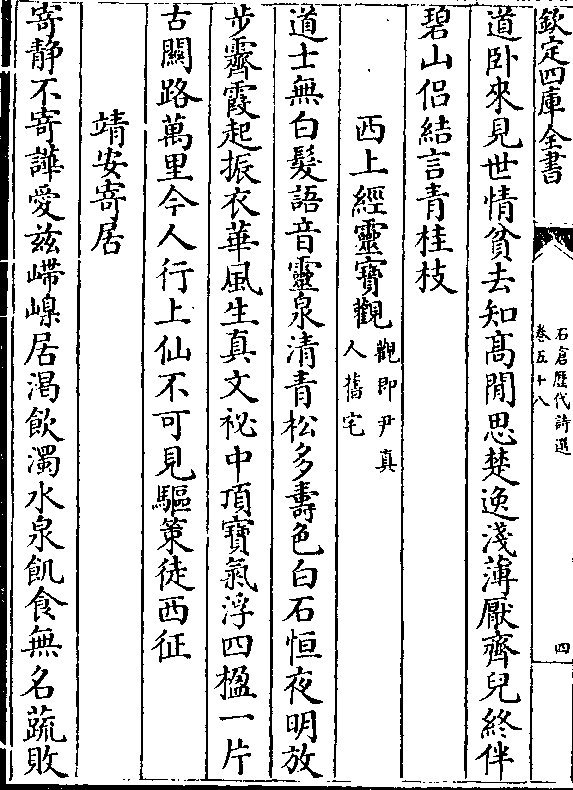 欽定四庫全書
石倉歷代詩選
卷五十八
四
道卧來見世情貧去知髙閒思楚逸淺薄厭齊兒終伴
碧山侶結言青桂枝
西上經靈寶觀觀即尹真
人舊宅
道士無白髮語音靈泉清青松多壽色白石恒夜明放
步霽霞起振衣華風生真文祕中頂寶氣浮四楹一片
古關路萬里今人行上仙不可見驅策徒西征
靖安寄居
寄静不寄譁愛兹嵽嵲居渇飲濁水泉飢食無名蔬敗